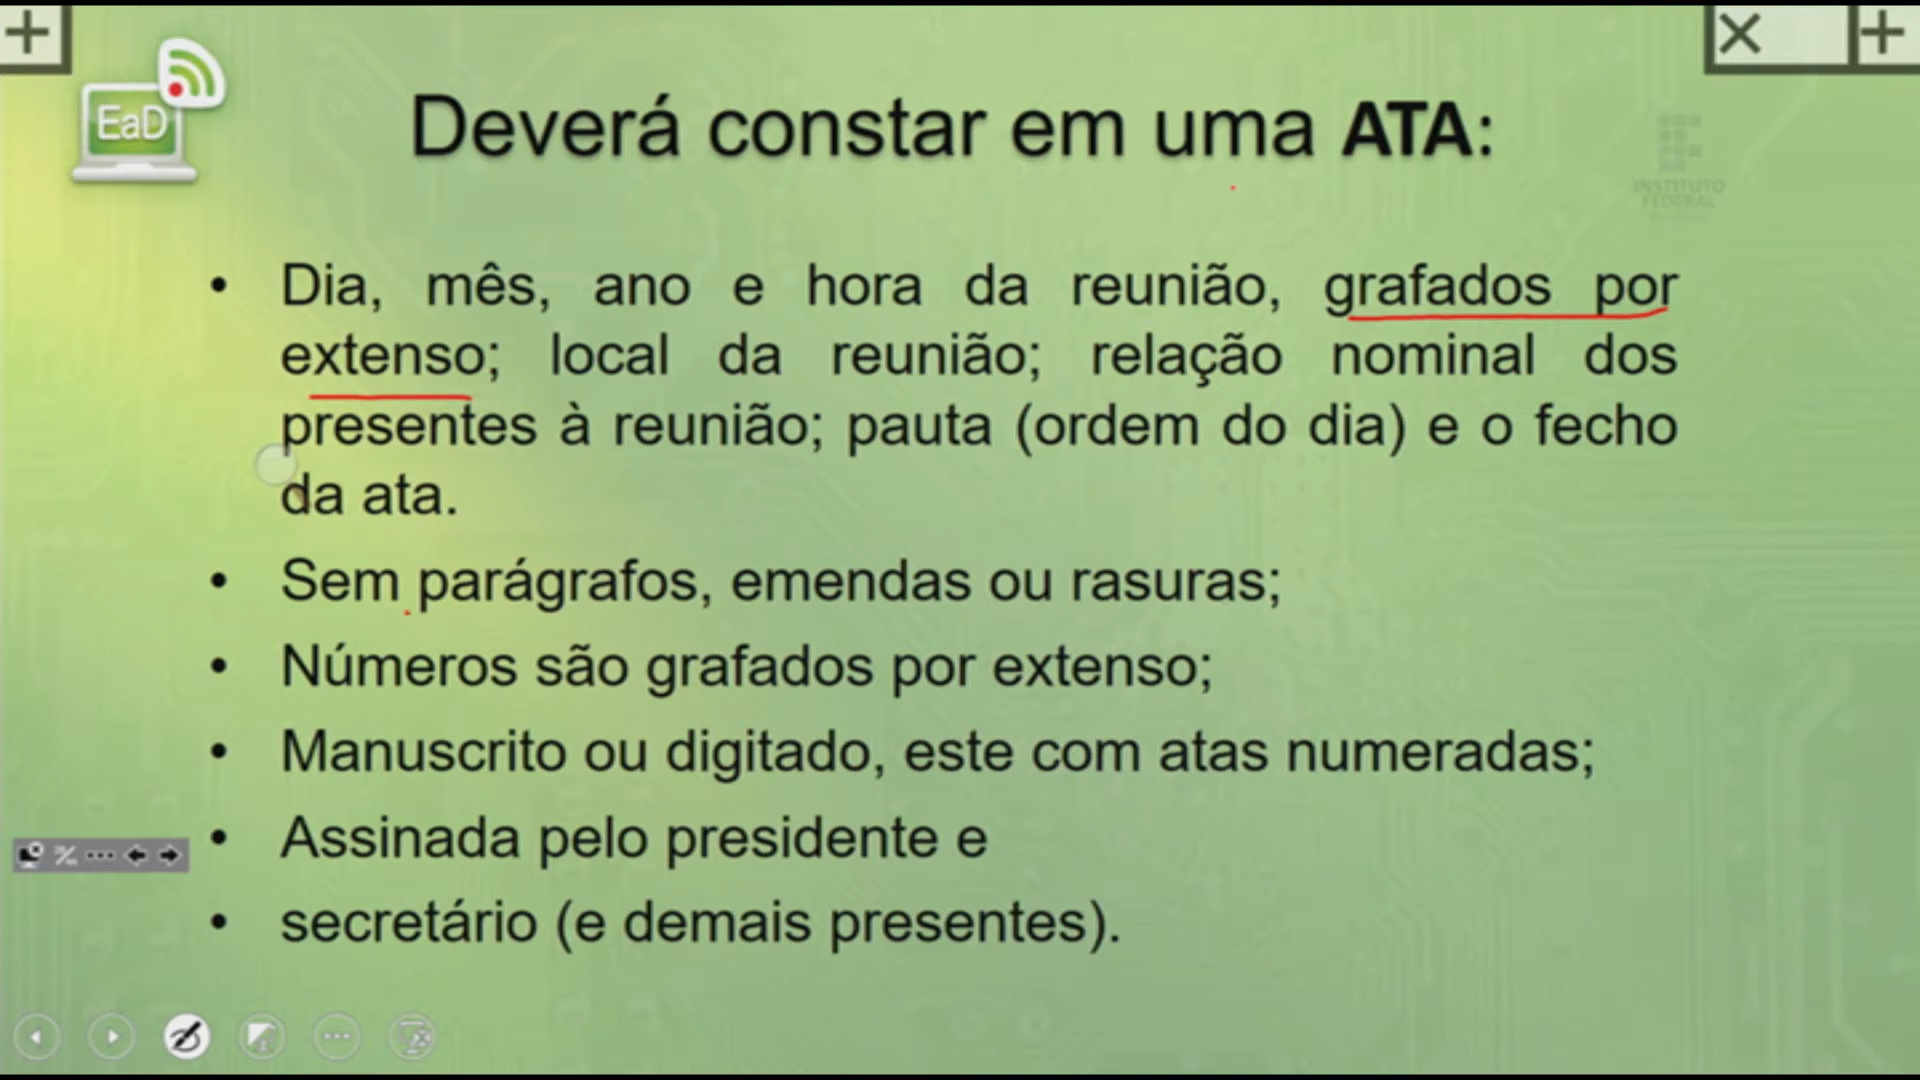 EaD
Deverá constar em uma ATA:
INSTITUTO
FEDERAL
• Dia, mês, ano e hora da reunião, grafados por
extenso; local da reunião; relação nominal dos
presentes à reunião; pauta (ordem do dia) e o fecho
da ata.
• Sem parágrafos, emendas ou rasuras;
• Números são grafados por extenso;
• Manuscrito ou digitado, este com atas numeradas;
• Assinada pelo presidente e
• secretário (e demais presentes).